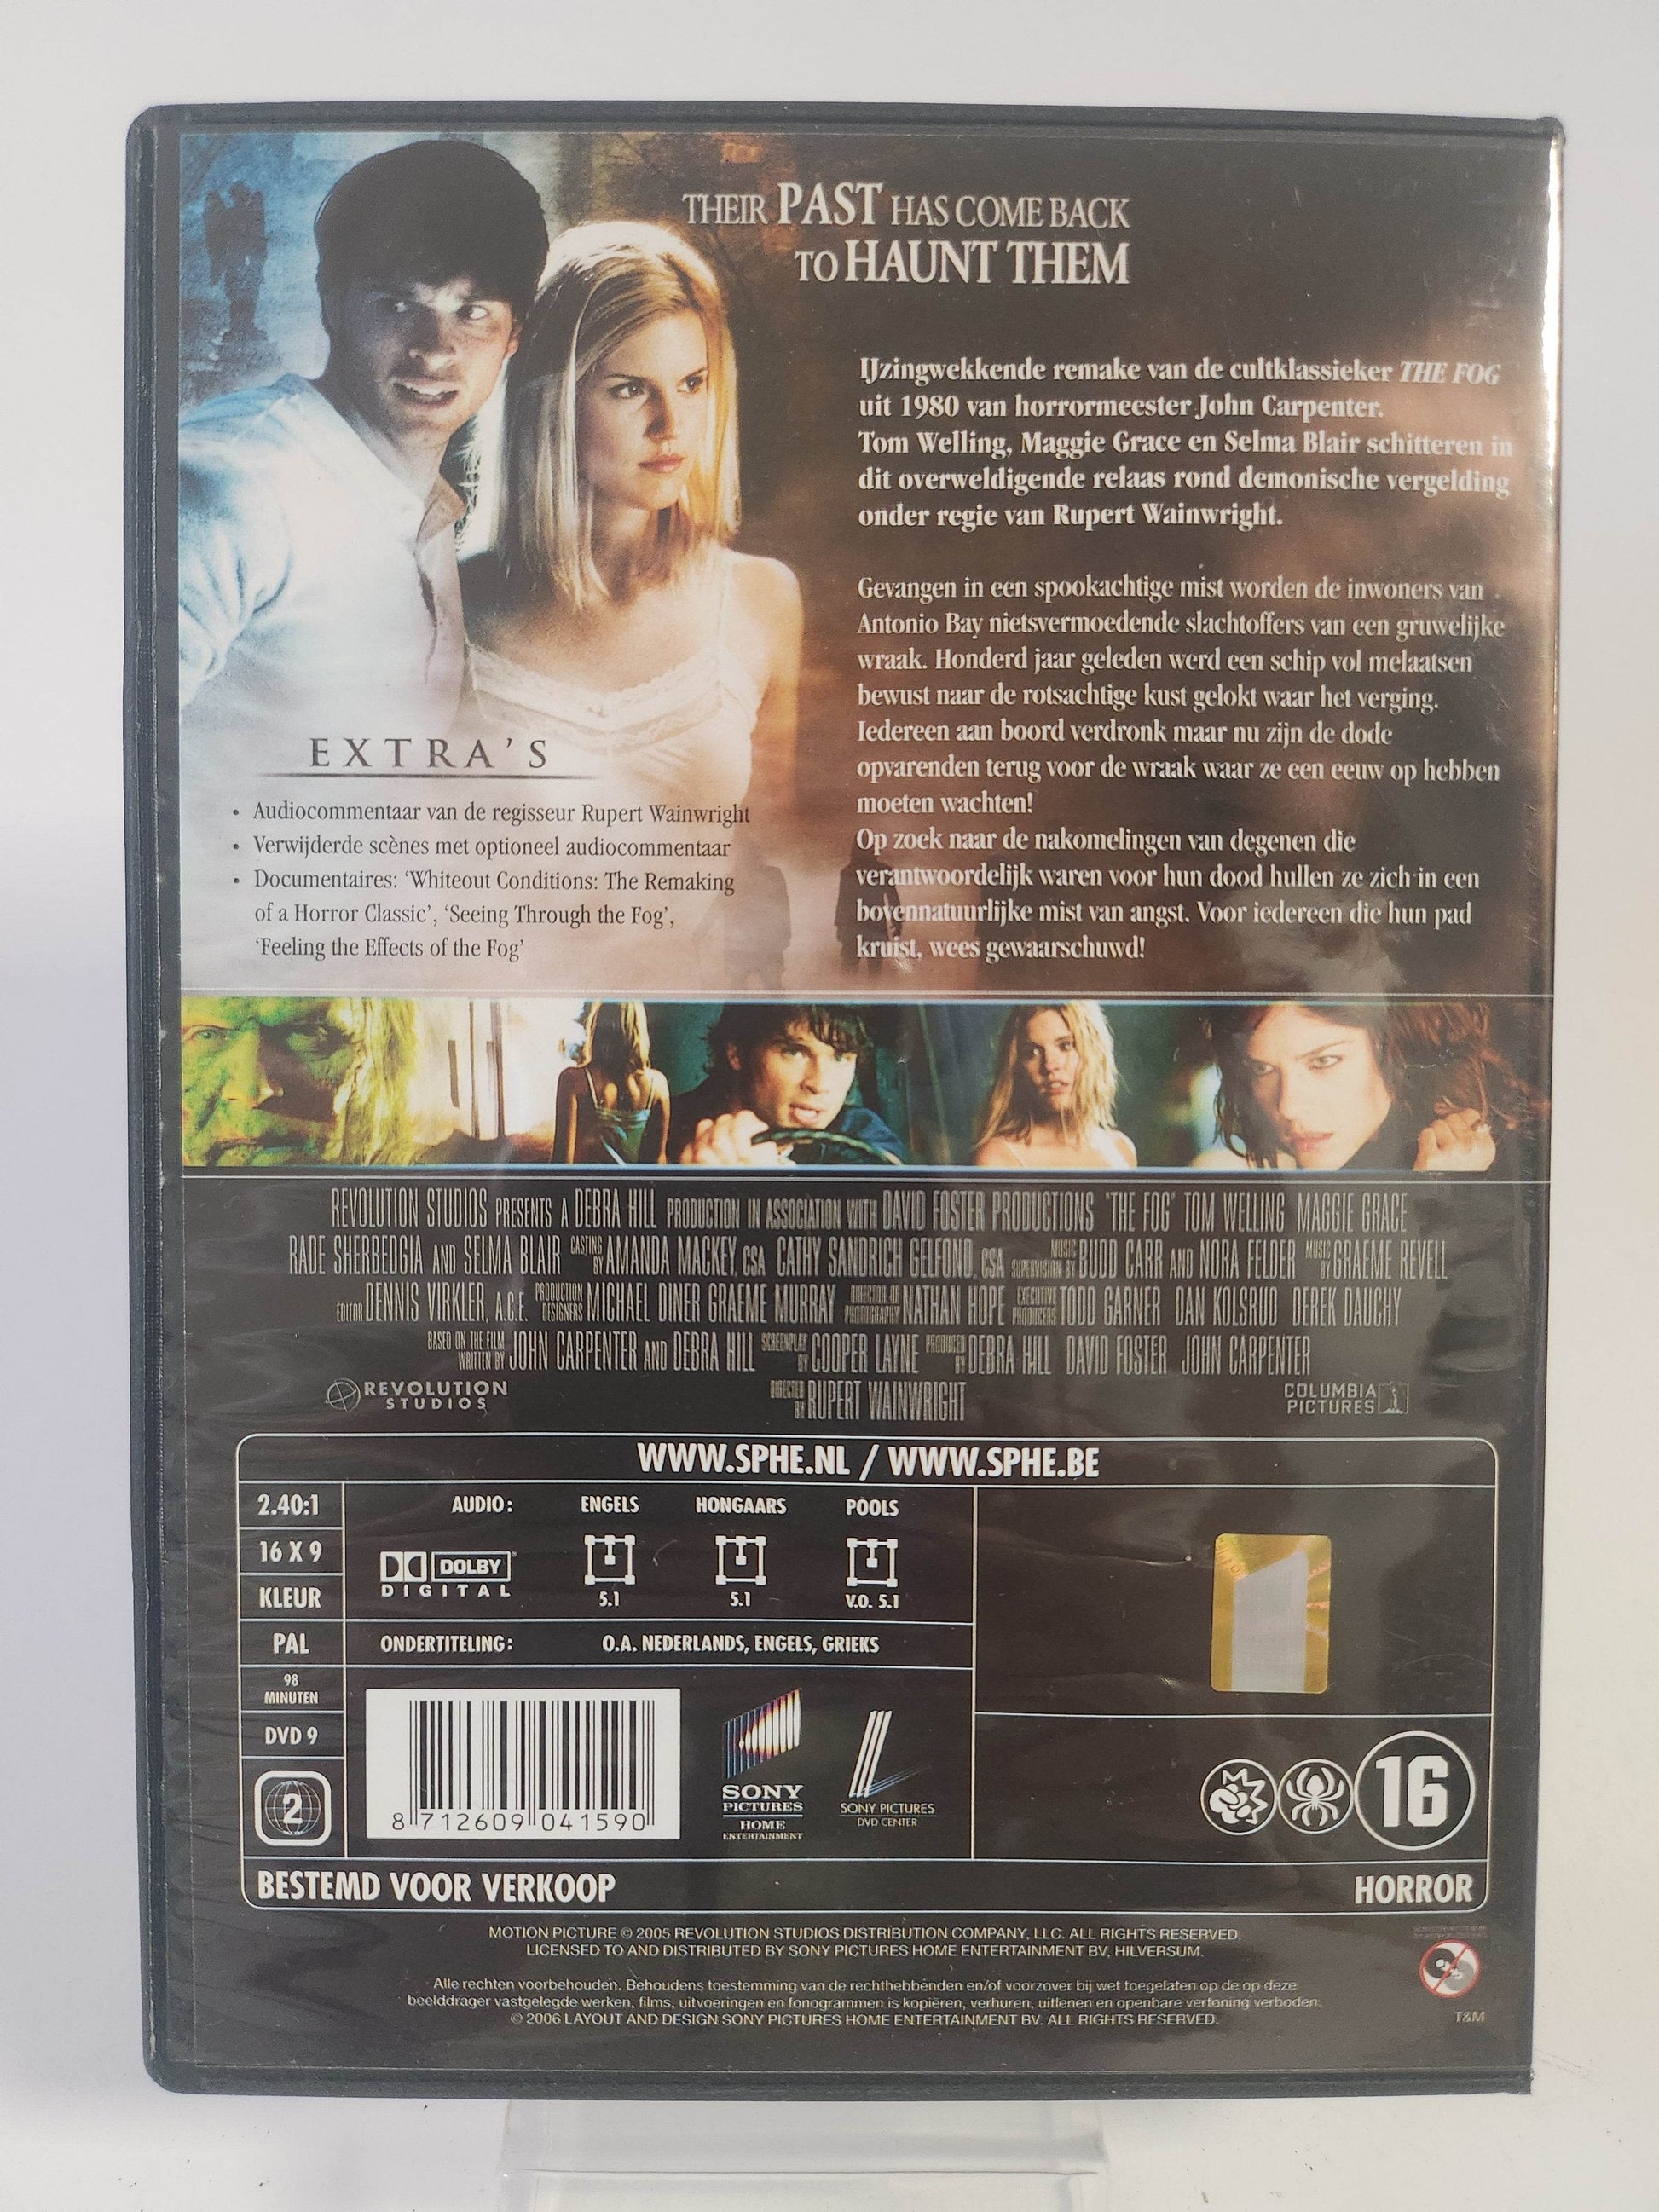 THEIR PAST HAS COME BACK
TO HAUNT THEM
IJzingwekkende remake van de cultklassieker THE FOG
uit 1980 van horrormeester John Carpenter.
Tom Welling, Maggie Grace en Selma Blair schitteren in
dit overweldigende relaas rond demonische vergelding
onder regie van Rupert Wainwright.
Gevangen in een spookachtige mist worden de inwoners van
Antonio Bay nietsvermoedende slachtoffers van een gruwelijke
wraak. Honderd jaar geleden werd een schip vol melaatsen
bewust naar de rotsachtige kust gelokt waar het verging.
Iedereen aan boord verdronk maar nu zijn de dode
opvarenden terug voor de wraak waar ze een eeuw op hebben
moeten wachten!
Op zoek naar de nakomelingen van degenen die
verantwoordelijk waren voor hun dood hullen ze zich in een
bovennatuurlijke mist van angst. Voor iedereen die hun pad
kruist, wees gewaarschuwd!
EXTRA'S
• Audiocommentaar van de regisseur Rupert Wainwright
• Verwijderde scènes met optioneel audiocommentaar
• Documentaires: 'Whiteout Conditions: The Remaking
of a Horror Classic', 'Seeing Through the Fog',
'Feeling the Effects of the Fog'
REVOLUTION STUDIOS PRESENTS A DEBRA HILL PRODUCTION IN ASSOCIATION WITH DAVID FOSTER PRODUCTIONS "THE FOG" TOM WELLING MAGGIE GRACE
RADE SHERBEDGIA AND SELMA BLAIR CASTING BY AMANDA MACKEY, CSA CATHY SANDRICH GELFOND, CSA MUSIC SUPERVISION BY BUDD CARR AND NORA FELDER MUSIC BY GRAEME REVELL
EDITOR DENNIS VIRKLER, A.C.E. PRODUCTION DESIGNERS MICHAEL DINER GRAEME MURRAY DIRECTOR OF PHOTOGRAPHY NATHAN HOPE EXECUTIVE PRODUCERS TODD GARNER DAN KOLSRUD DEREK DAUCHY
BASED ON THE FILM WRITTEN BY JOHN CARPENTER AND DEBRA HILL SCREENPLAY BY COOPER LAYNE PRODUCED BY DEBRA HILL DAVID FOSTER JOHN CARPENTER
REVOLUTION STUDIOS
DIRECTED BY RUPERT WAINWRIGHT
COLUMBIA PICTURES
WWW.SPHE.NL / WWW.SPHE.BE
2.40:1
16 X 9
KLEUR
PAL
98
MINUTEN
DVD 9
2
AUDIO: ENGELS HONGAARS POOLS
DOLBY
DIGITAL
5.1 5.1 V.O. 5.1
ONDERTITELING: O.A. NEDERLANDS, ENGELS, GRIEKS
8 712609 041590
SONY
PICTURES
HOME
ENTERTAINMENT
SONY PICTURES
DVD CENTER
16
BESTEMD VOOR VERKOOP
HORROR
MOTION PICTURE © 2005 REVOLUTION STUDIOS DISTRIBUTION COMPANY, LLC. ALL RIGHTS RESERVED.
LICENSED TO AND DISTRIBUTED BY SONY PICTURES HOME ENTERTAINMENT BV, HILVERSUM.
Alle rechten voorbehouden. Behoudens toestemming van de rechthebbenden en/of voorzover bij wet toegelaten op de op deze
beelddrager vastgelegde werken, films, uitvoeringen en fonogrammen is kopiëren, verhuren, uitlenen en openbare vertoning verboden.
© 2006 LAYOUT AND DESIGN SONY PICTURES HOME ENTERTAINMENT BV. ALL RIGHTS RESERVED.
T&M